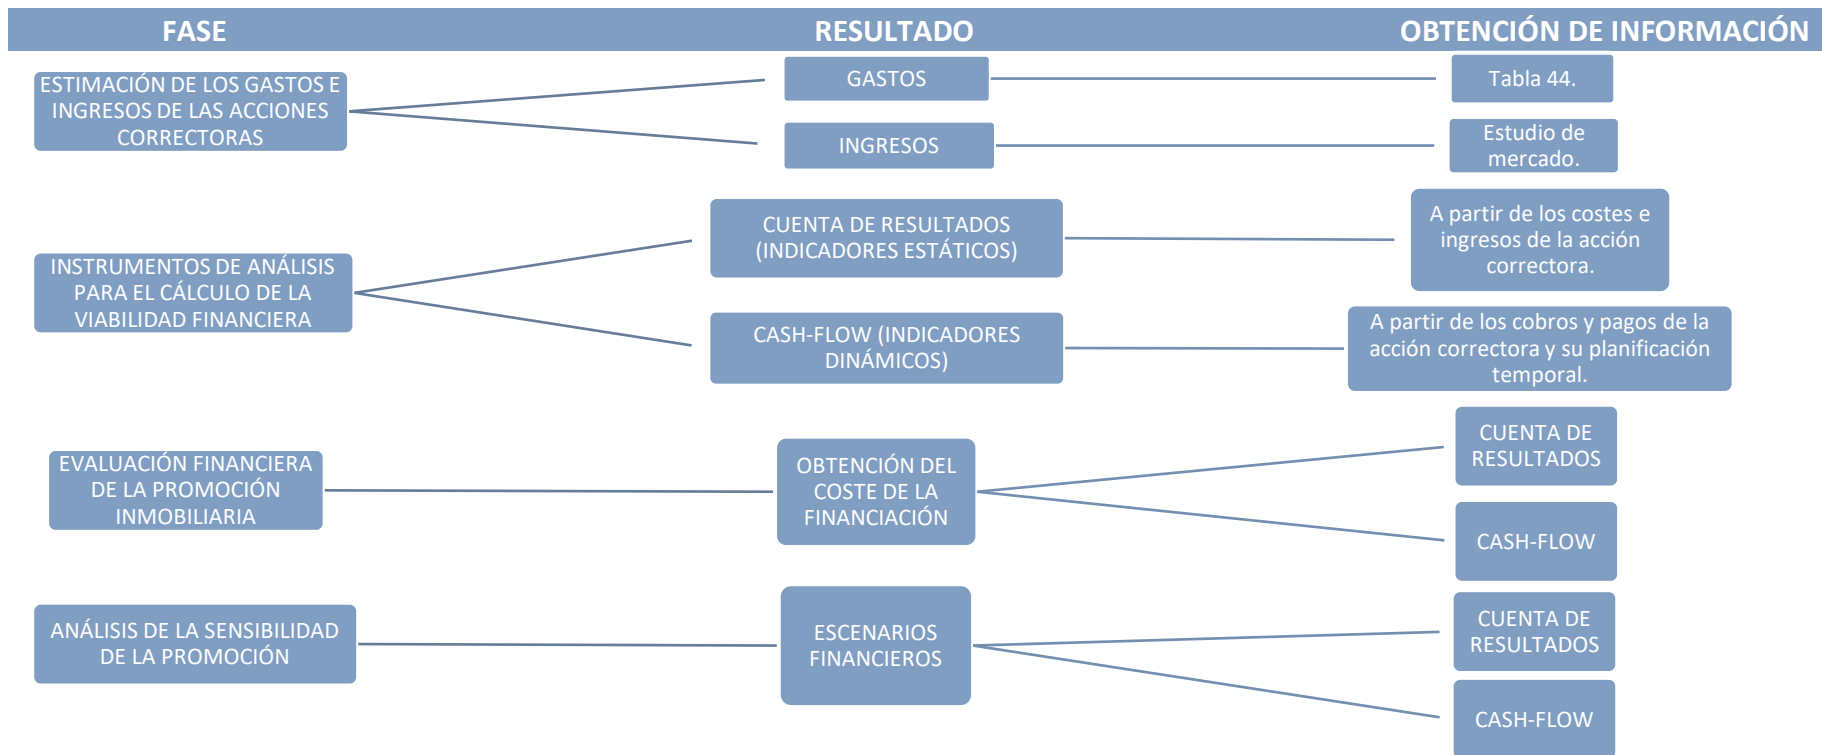 FASE
RESULTADO
OBTENCIÓN DE INFORMACIÓN
ESTIMACIÓN DE LOS GASTOS E
INGRESOS DE LAS ACCIONES
CORRECTORAS
GASTOS
Tabla 44.
INGRESOS
Estudio de
mercado.
INSTRUMENTOS DE ANÁLISIS
PARA EL CÁLCULO DE LA
VIABILIDAD FINANCIERA
CUENTA DE RESULTADOS
(INDICADORES ESTÁTICOS)
A partir de los costes e
ingresos de la acción
correctora.
CASH-FLOW (INDICADORES
DINÁMICOS)
A partir de los cobros y pagos de la
acción correctora y su planificación
temporal.
EVALUACIÓN FINANCIERA
DE LA PROMOCIÓN
INMOBILIARIA
OBTENCIÓN DEL
COSTE DE LA
FINANCIACIÓN
CUENTA DE
RESULTADOS
CASH-FLOW
ANÁLISIS DE LA SENSIBILIDAD
DE LA PROMOCIÓN
ESCENARIOS
FINANCIEROS
CUENTA DE
RESULTADOS
CASH-FLOW